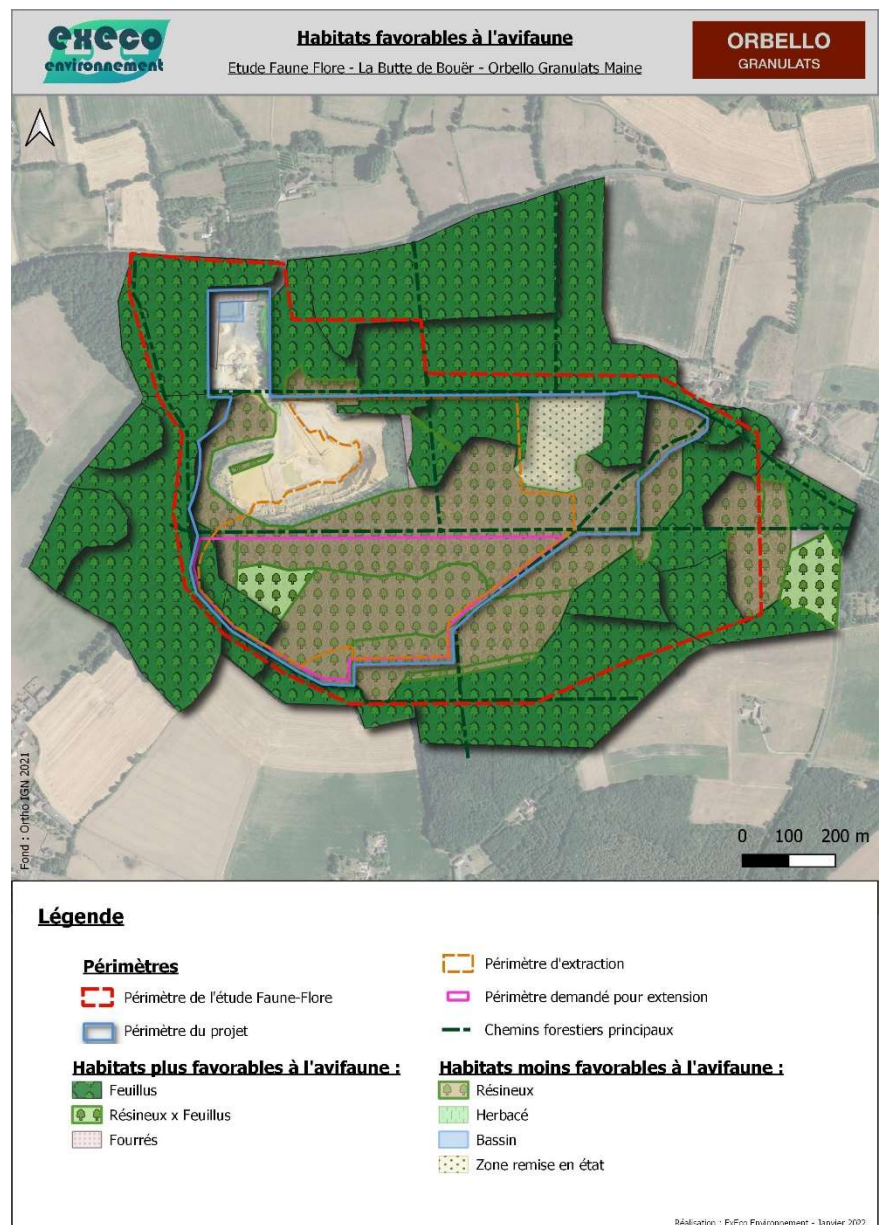 execo
environnement
Habitats favorables à l'avifaune
Etude Faune Flore - La Butte de Bouër - Orbello Granulats Maine
ORBELLO
GRANULATS
Fond : Ortho IGN 2021
0 100 200 m
Légende
Périmètres
Périmètre de l'étude Faune-Flore
Périmètre du projet
Périmètre d'extraction
Périmètre demandé pour extension
Chemins forestiers principaux
Habitats plus favorables à l'avifaune :
Feuillus
Résineux x Feuillus
Fourrés
Habitats moins favorables à l'avifaune :
Résineux
Herbacé
Bassin
Zone remise en état
Réalisation : ExEco Environnement - Janvier 2022